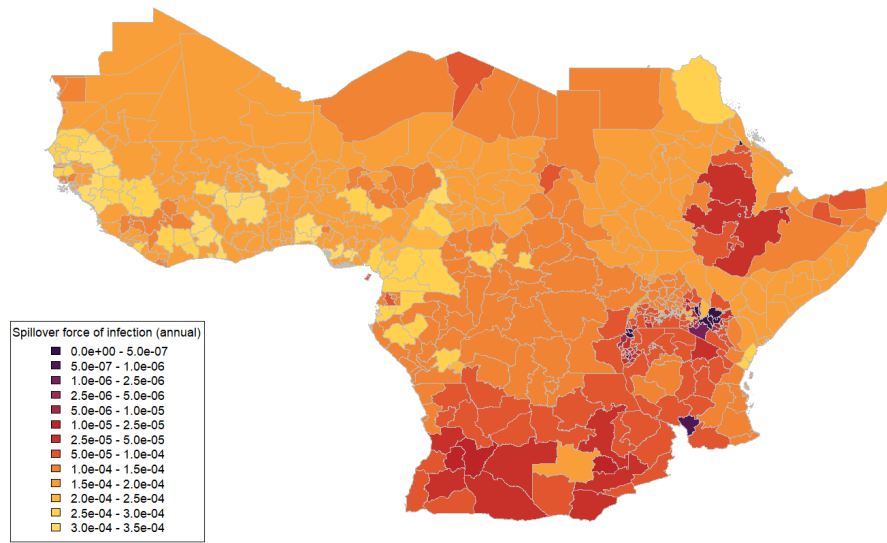 Spillover force of infection (annual)
0.0e+00 - 5.0e-07
5.0e-07 - 1.0e-06
1.0e-06 - 2.5e-06
2.5e-06 - 5.0e-06
5.0e-06 - 1.0e-05
1.0e-05 - 2.5e-05
2.5e-05 - 5.0e-05
5.0e-05 - 1.0e-04
1.0e-04 - 1.5e-04
1.5e-04 - 2.0e-04
2.0e-04 - 2.5e-04
2.5e-04 - 3.0e-04
3.0e-04 - 3.5e-04